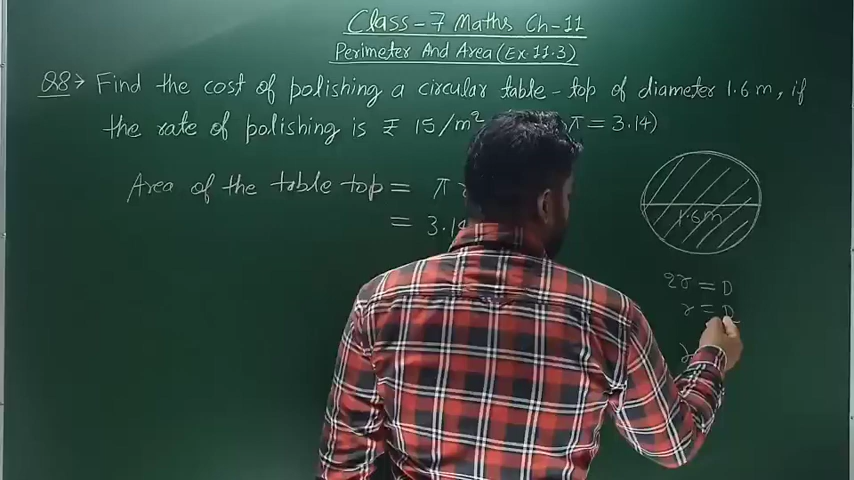 Class-7 Maths Ch-11
Perimeter And Area (Ex.11.3)
Q8→ Find the cost of polishing a circular table-top of diameter 1.6 m, if
the rate of polishing is ₹ 15/m² π = 3.14)
Area of the table top = π
= 3.14
1.6m
2r = D
r = D
r